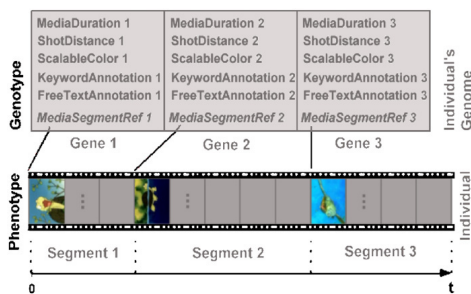 MediaDuration 1 MediaDuration 2 MediaDuration 3
ShotDistance 1 ShotDistance 2 ShotDistance 3
ScalableColor 1 ScalableColor 2 ScalableColor 3
KeywordAnnotation 1 KeywordAnnotation 2 KeywordAnnotation 3
FreeTextAnnotation 1 FreeTextAnnotation 2 FreeTextAnnotation 3
MediaSegmentRef 1 MediaSegmentRef 2 MediaSegmentRef 3
Genotype
Individual's
Genome
Gene 1 Gene 2 Gene 3
Phenotype
... ... ...
Individual
Segment 1 Segment 2 Segment 3
0 t